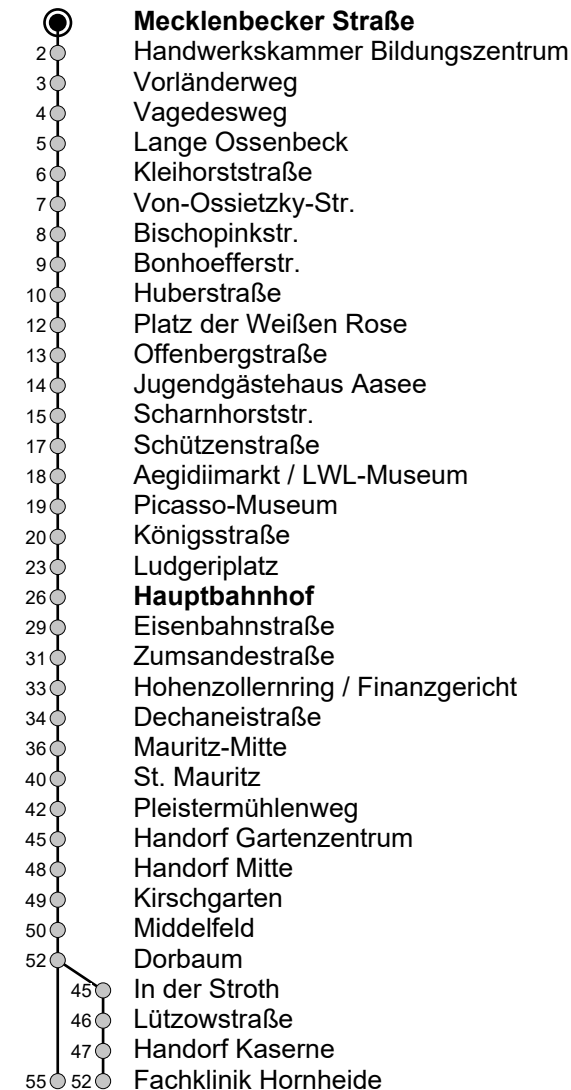 Mecklenbecker Straße
2 Handwerkskammer Bildungszentrum
3 Vorländerweg
4 Vagedesweg
5 Lange Ossenbeck
6 Kleihorststraße
7 Von-Ossietzky-Str.
8 Bischopinkstr.
9 Bonhoefferstr.
10 Huberstraße
12 Platz der Weißen Rose
13 Offenbergstraße
14 Jugendgästehaus Aasee
15 Scharnhorststr.
17 Schützenstraße
18 Aegidiimarkt / LWL-Museum
19 Picasso-Museum
20 Königsstraße
23 Ludgeriplatz
26 Hauptbahnhof
29 Eisenbahnstraße
31 Zumsandestraße
33 Hohenzollernring / Finanzgericht
34 Dechaneistraße
36 Mauritz-Mitte
40 St. Mauritz
42 Pleistermühlenweg
45 Handorf Gartenzentrum
48 Handorf Mitte
49 Kirschgarten
50 Middelfeld
52 Dorbaum
45 In der Stroth
46 Lützowstraße
47 Handorf Kaserne
55 52 Fachklinik Hornheide